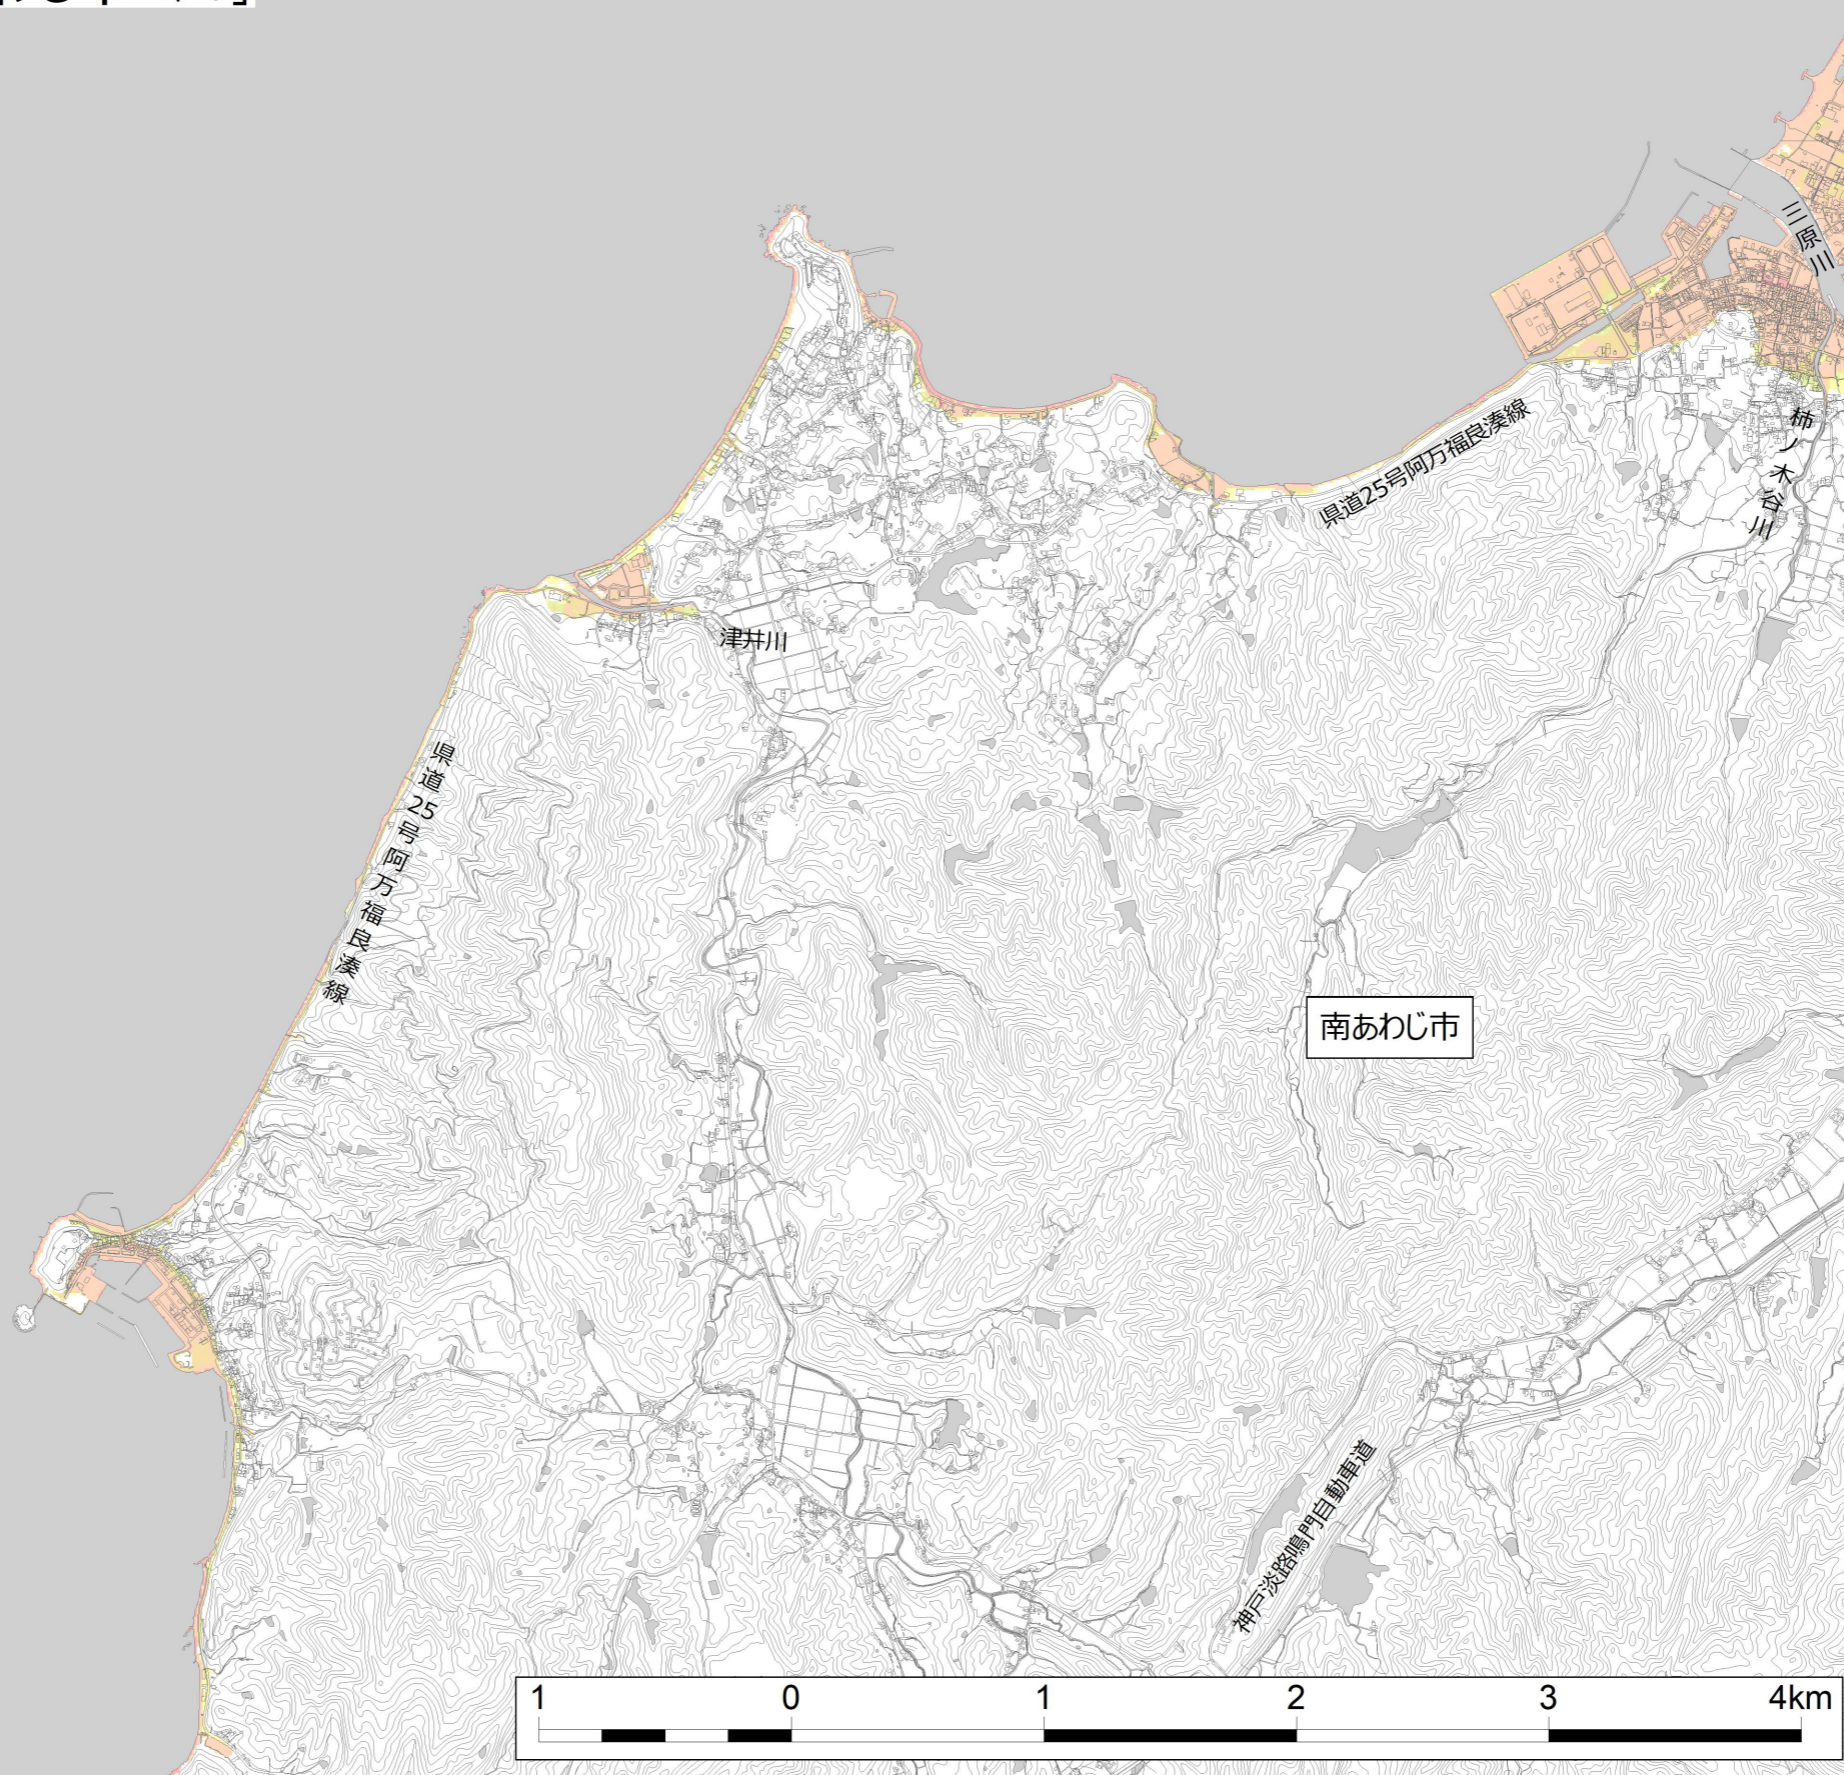 三原川
県道25号阿万福良湊線
柿ノ木谷川
津井川
県道25号阿万福良湊線
南あわじ市
神戸淡路鳴門自動車道
1 0 1 2 3 4km